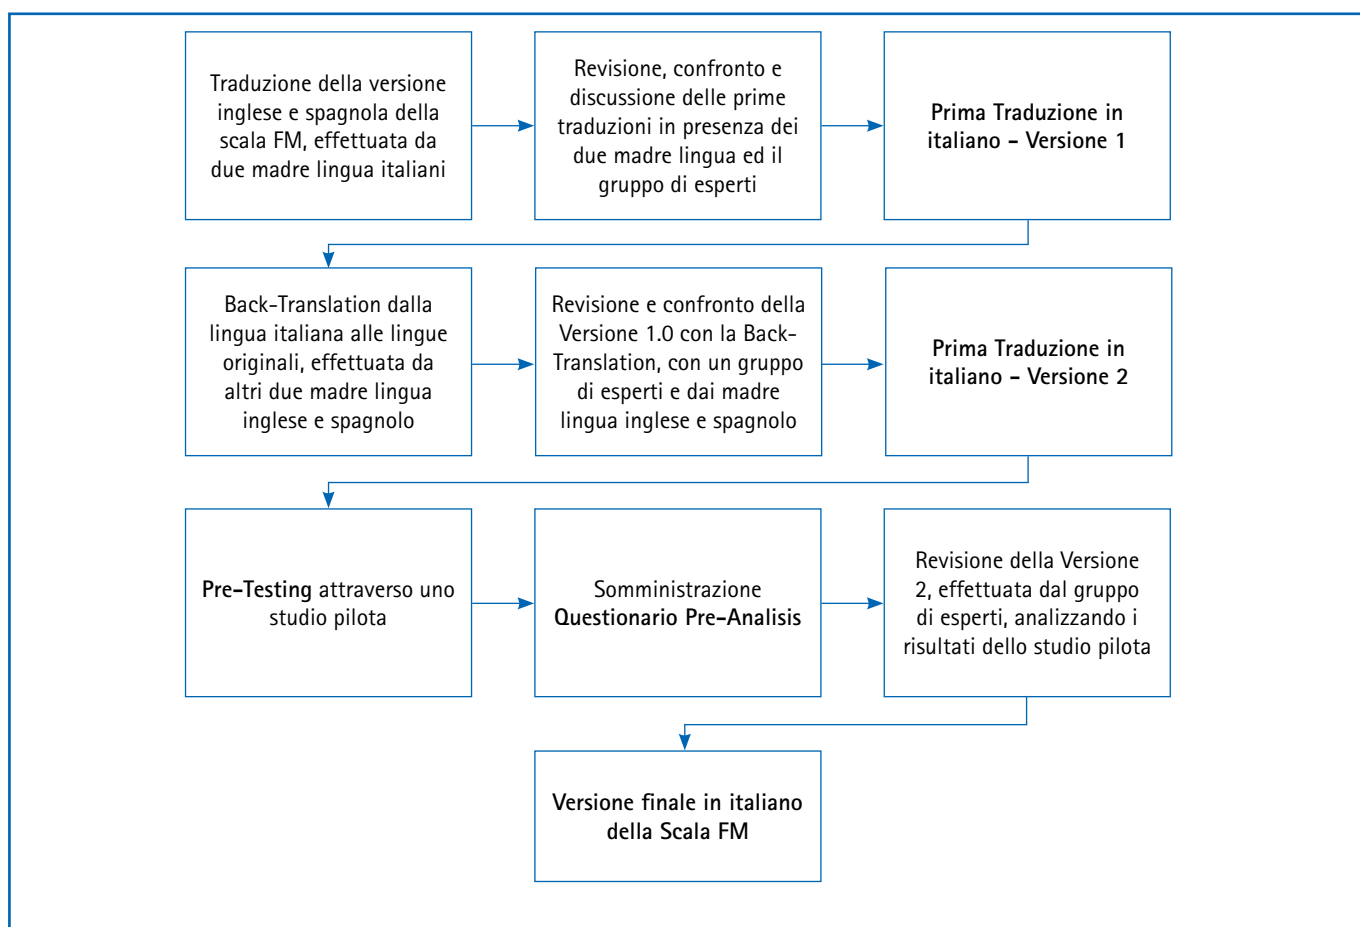 Traduzione della versione
inglese e spagnola della
scala FM, effettuata da
due madre lingua italiani
Revisione, confronto e
discussione delle prime
traduzioni in presenza dei
due madre lingua ed il
gruppo di esperti
Prima Traduzione in
italiano – Versione 1
Back-Translation dalla
lingua italiana alle lingue
originali, effettuata da
altri due madre lingua
inglese e spagnolo
Revisione e confronto della
Versione 1.0 con la Back-
Translation, con un gruppo
di esperti e dai madre
lingua inglese e spagnolo
Prima Traduzione in
italiano – Versione 2
Pre-Testing attraverso uno
studio pilota
Somministrazione
Questionario Pre-Analisis
Revisione della Versione
2, effettuata dal gruppo
di esperti, analizzando i
risultati dello studio pilota
Versione finale in italiano
della Scala FM